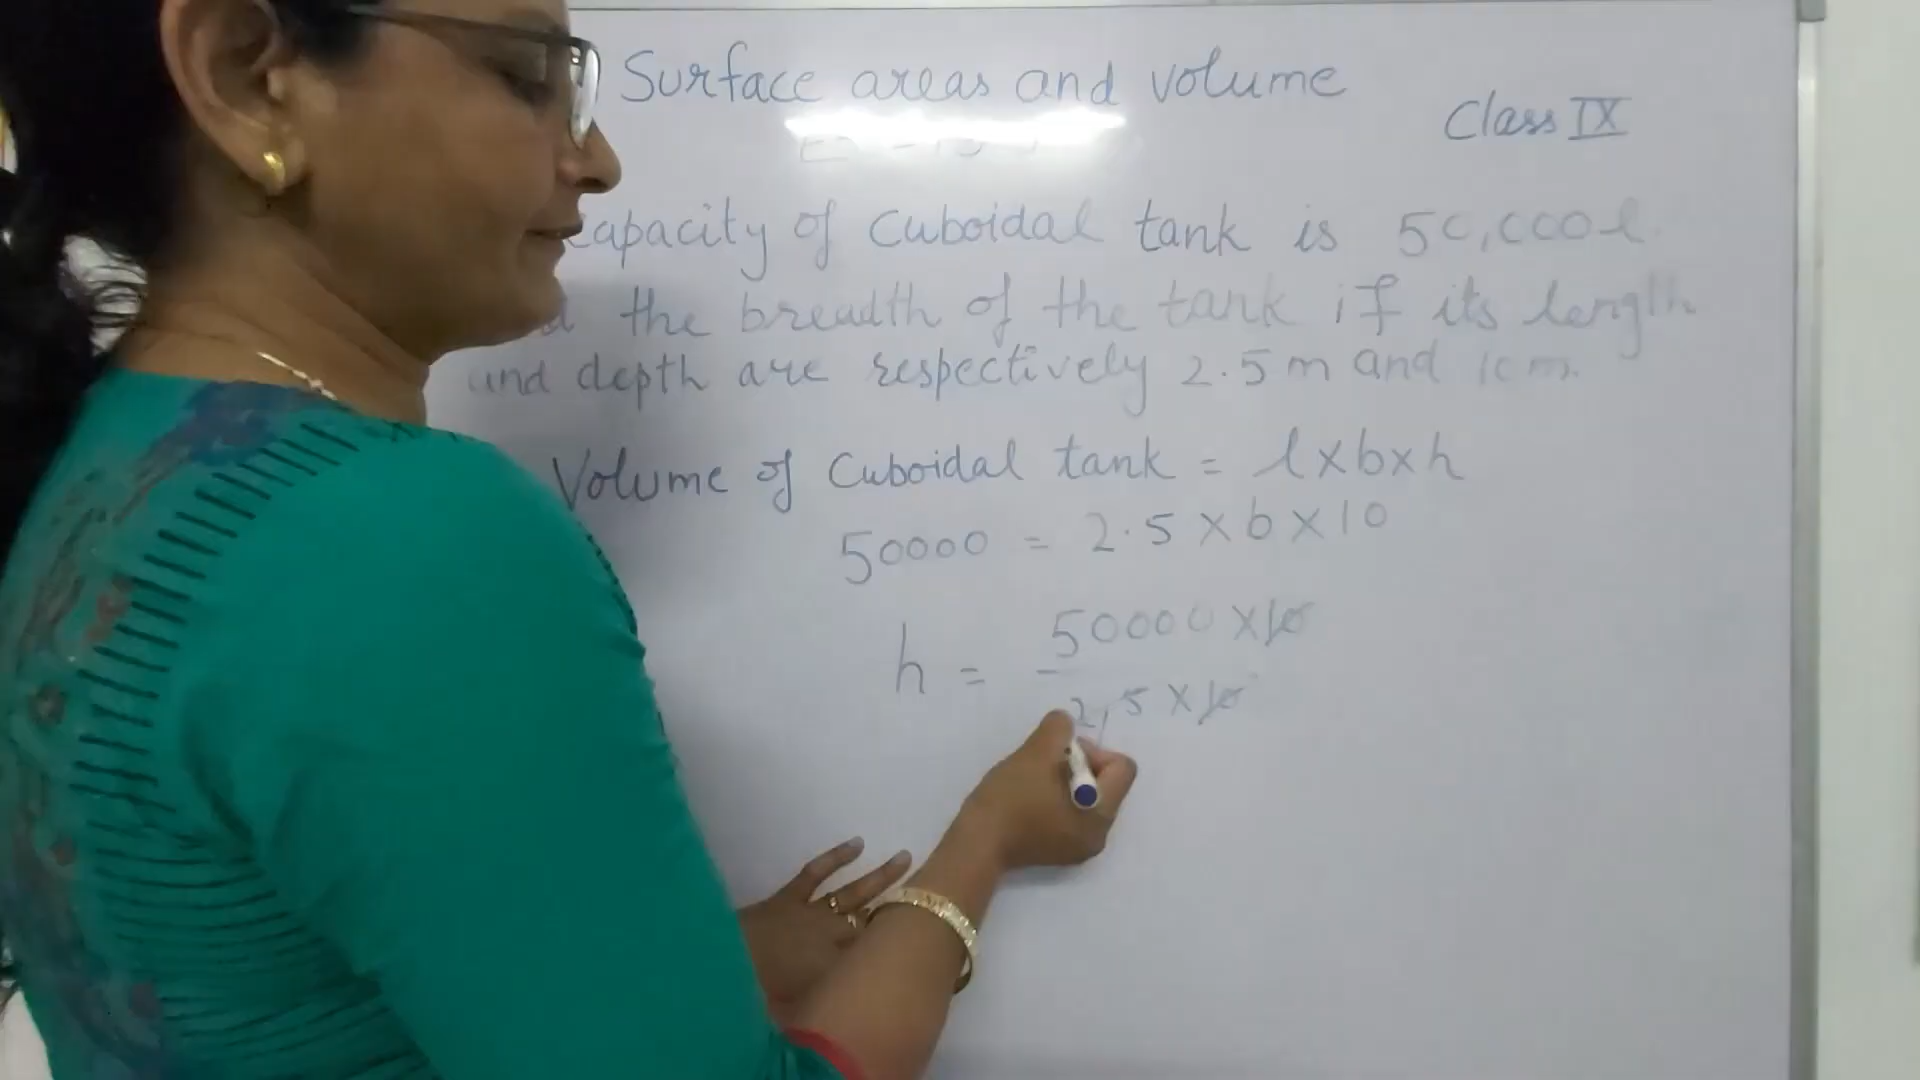 Surface areas and volume
Class IX
capacity of cuboidal tank is 50,000 l.
the breadth of the tank if its length
and depth are respectively 2.5 m and 10 m.
Volume of Cuboidal tank = l x b x h
50000 = 2.5 x b x 10
h = 50000 x 10
2.5 x 10